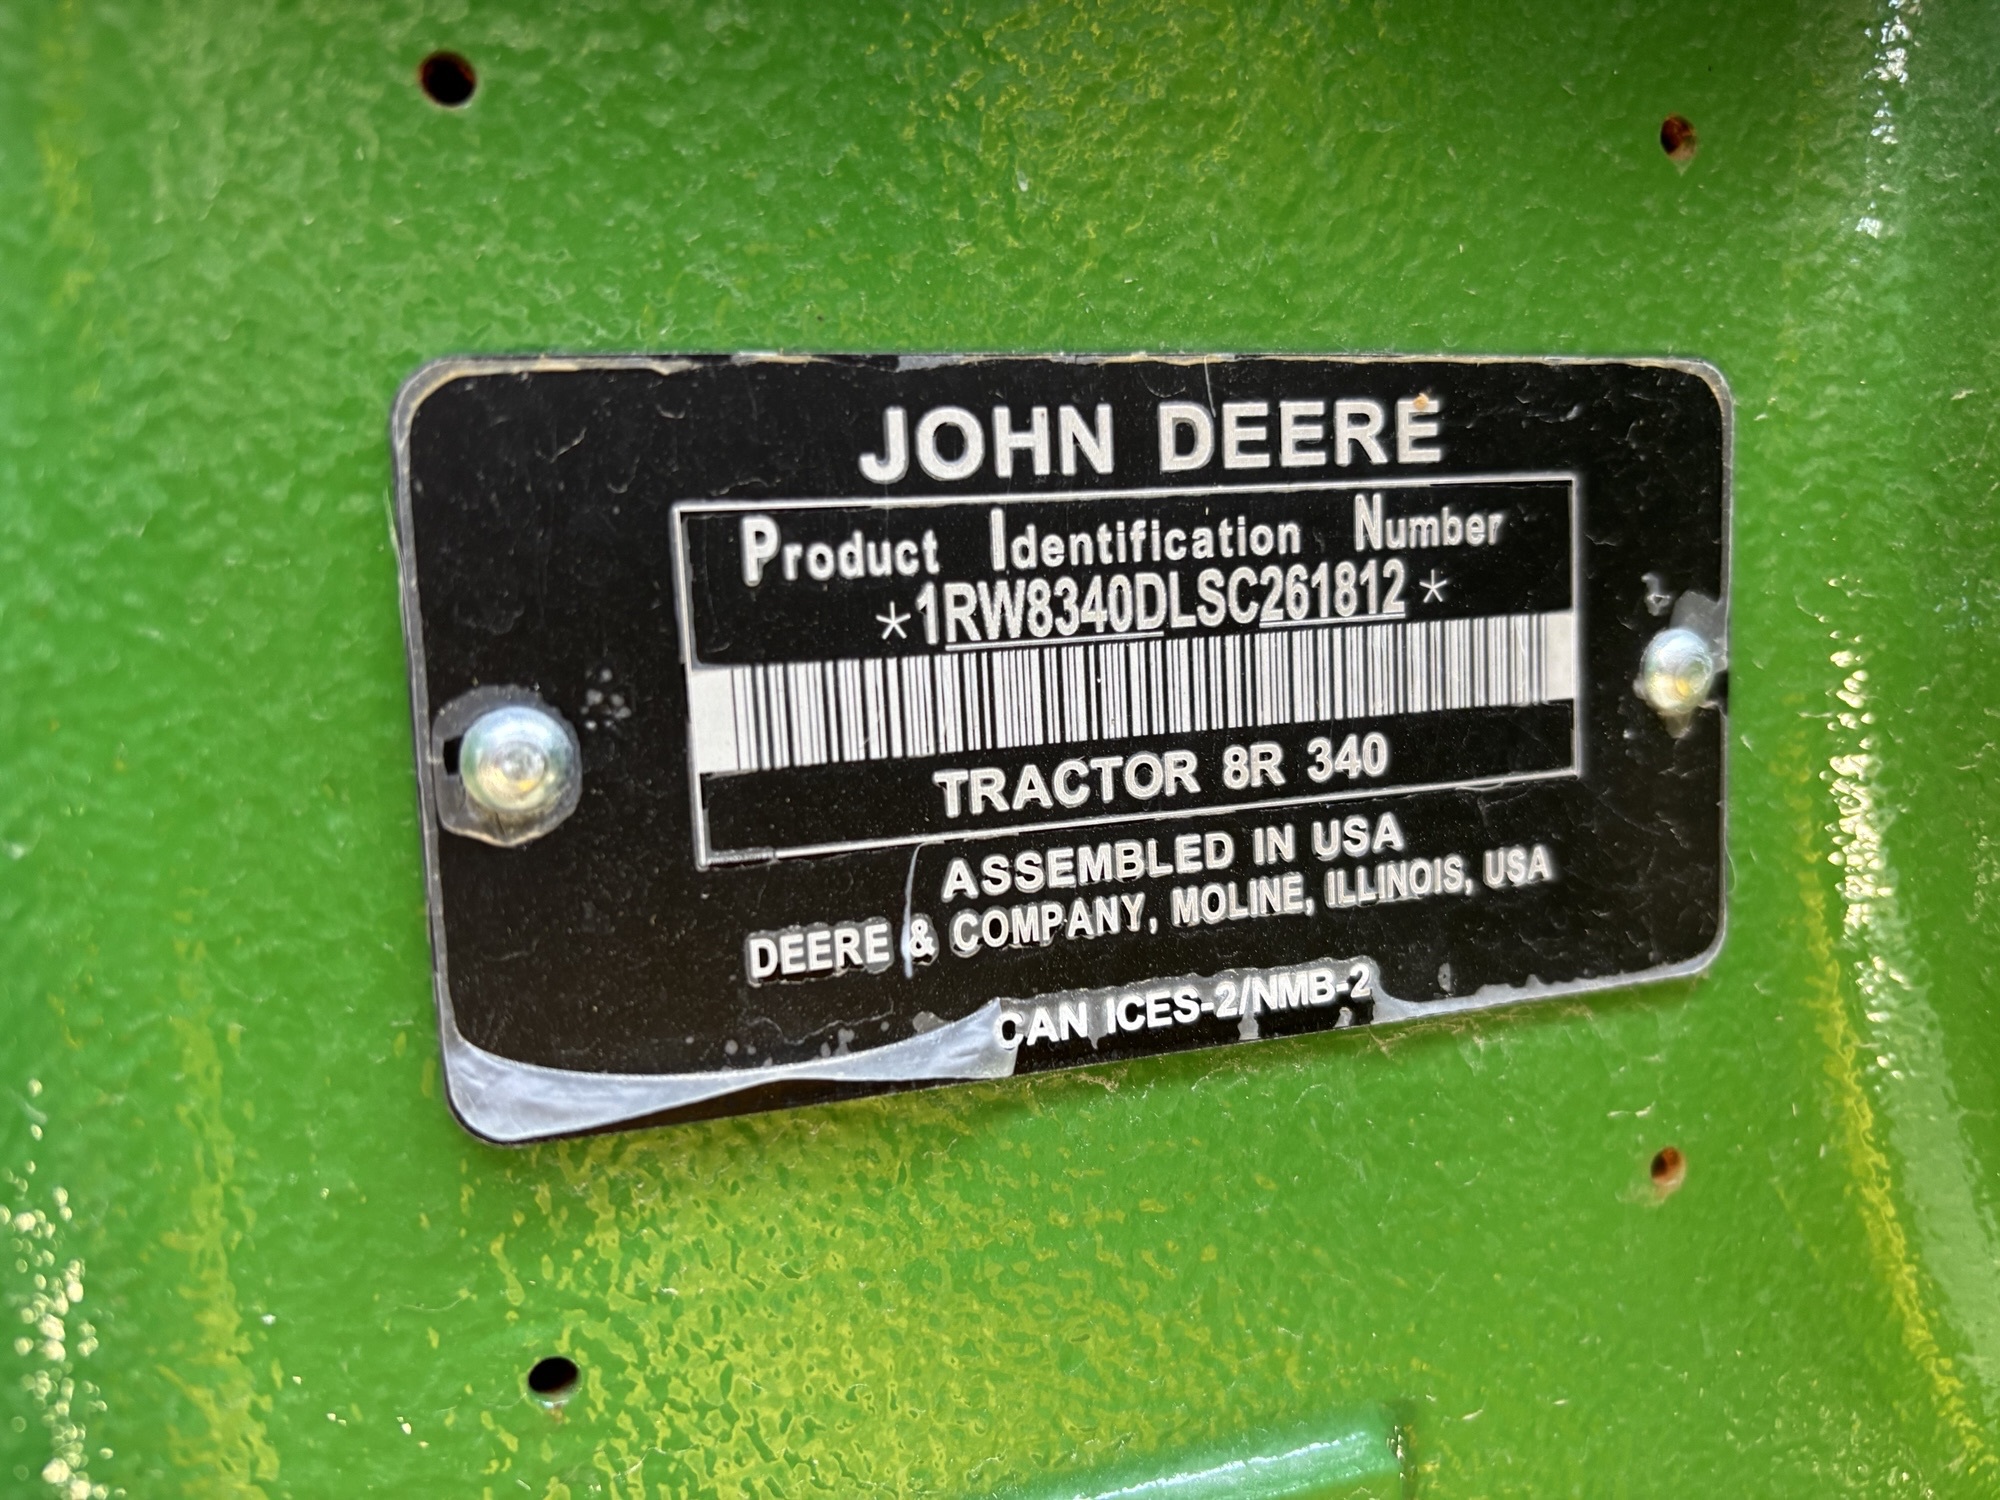 JOHN DEERE
Product Identification Number
*1RW8340DLSC261812*
TRACTOR 8R 340
ASSEMBLED IN USA
DEERE & COMPANY, MOLINE, ILLINOIS, USA
CAN ICES-2/NMB-2